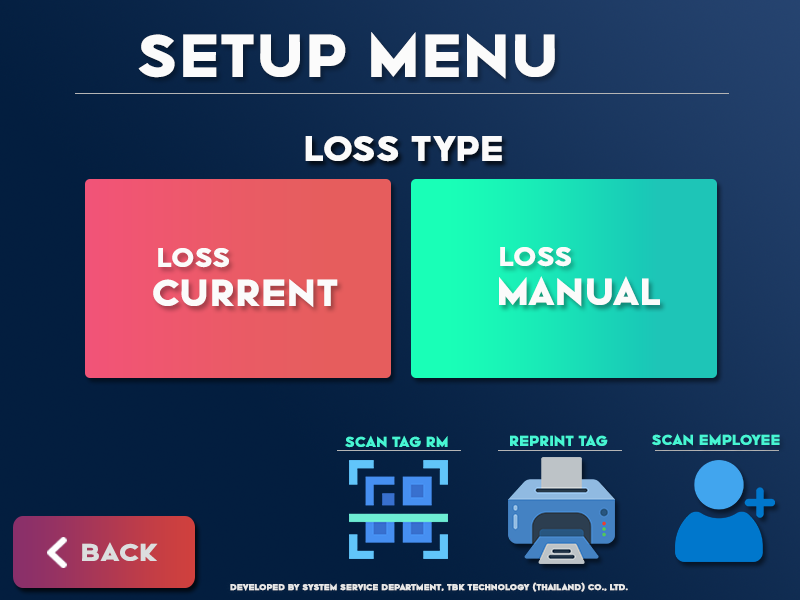 SETUP MENU
LOSS TYPE
LOSS
CURRENT
LOSS
MANUAL
SCAN TAG RM
REPRINT TAG
SCAN EMPLOYEE
BACK
DEVELOPED BY SYSTEM SERVICE DEPARTMENT, TBK TECHNOLOGY (THAILAND) CO., LTD.